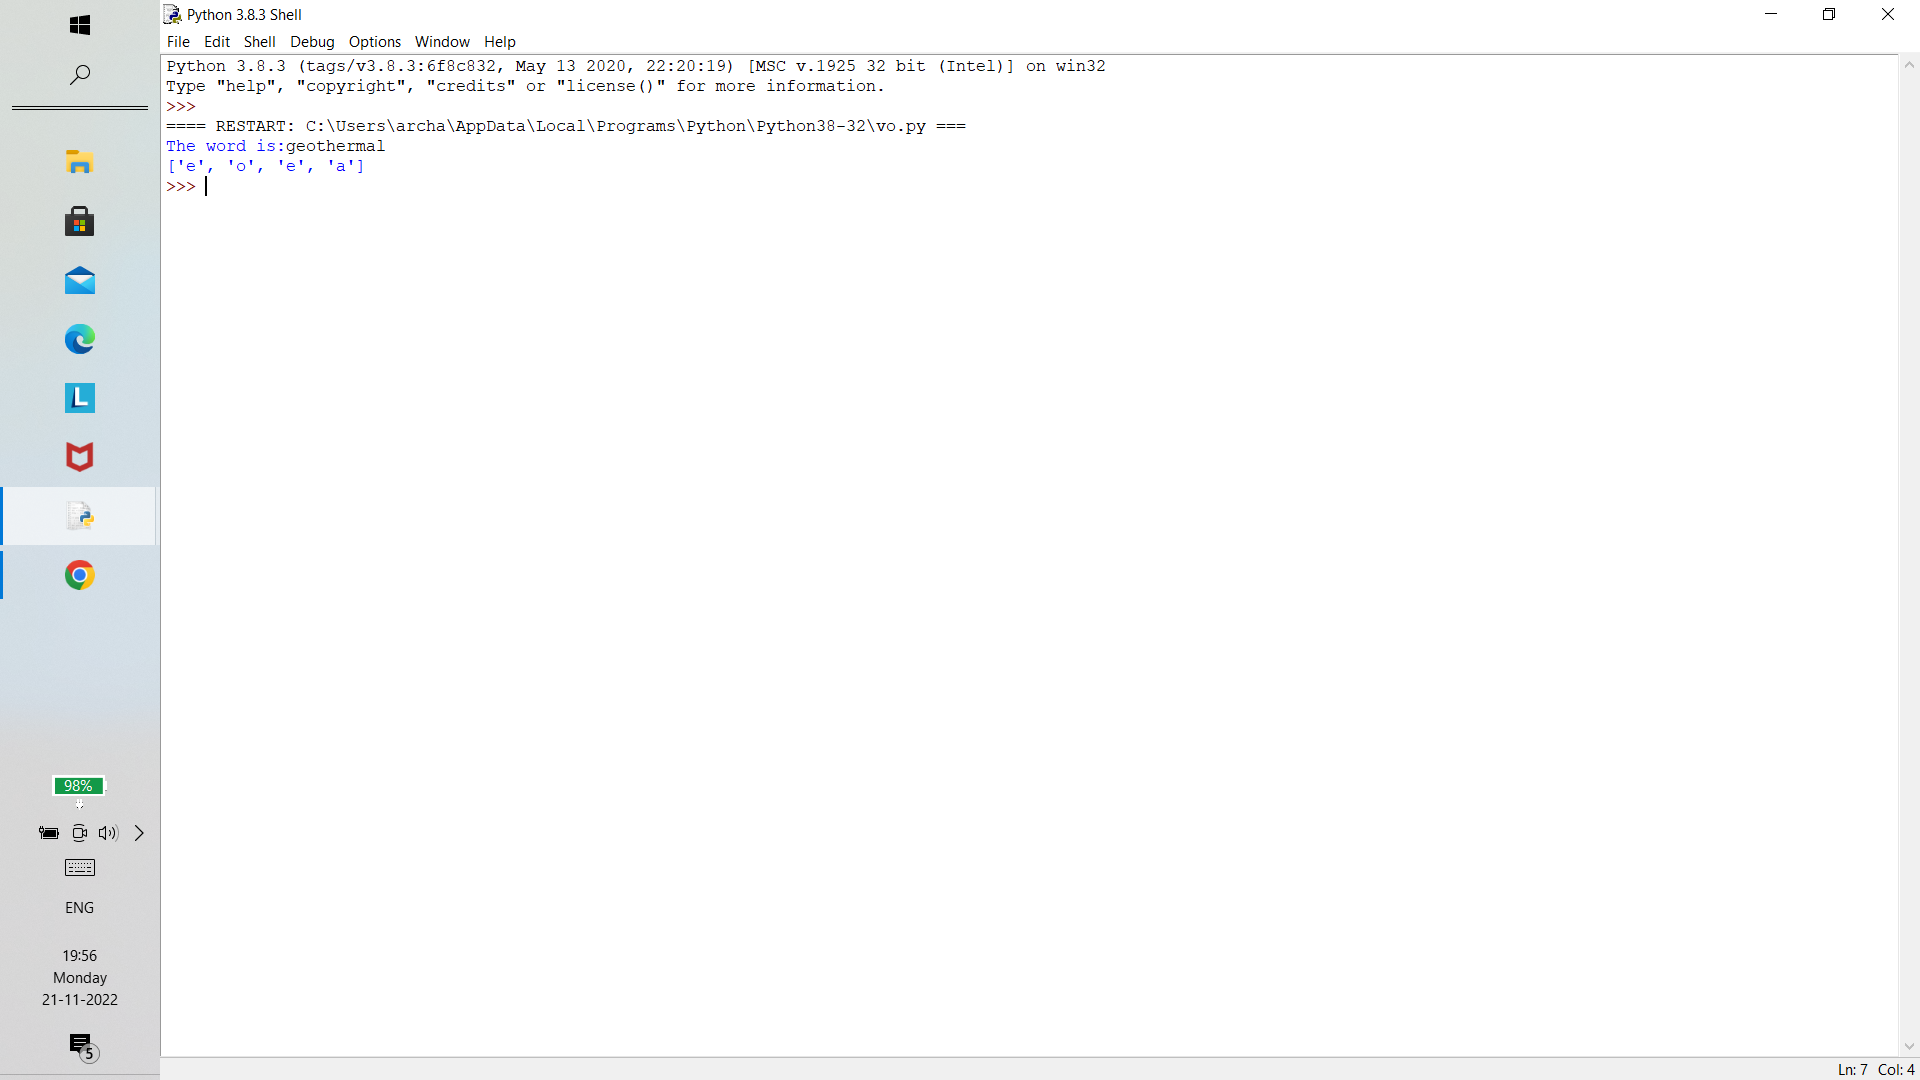 Python 3.8.3 Shell
File Edit Shell Debug Options Window Help
Python 3.8.3 (tags/v3.8.3:6f8c832, May 13 2020, 22:20:19) [MSC v.1925 32 bit (Intel)] on win32
Type "help", "copyright", "credits" or "license()" for more information.
>>>
==== RESTART: C:\Users\archa\AppData\Local\Programs\Python\Python38-32\vo.py ===
The word is:geothermal
['e', 'o', 'e', 'a']
>>>
L
98%
ENG
19:56
Monday
21-11-2022
5
Ln: 7 Col: 4